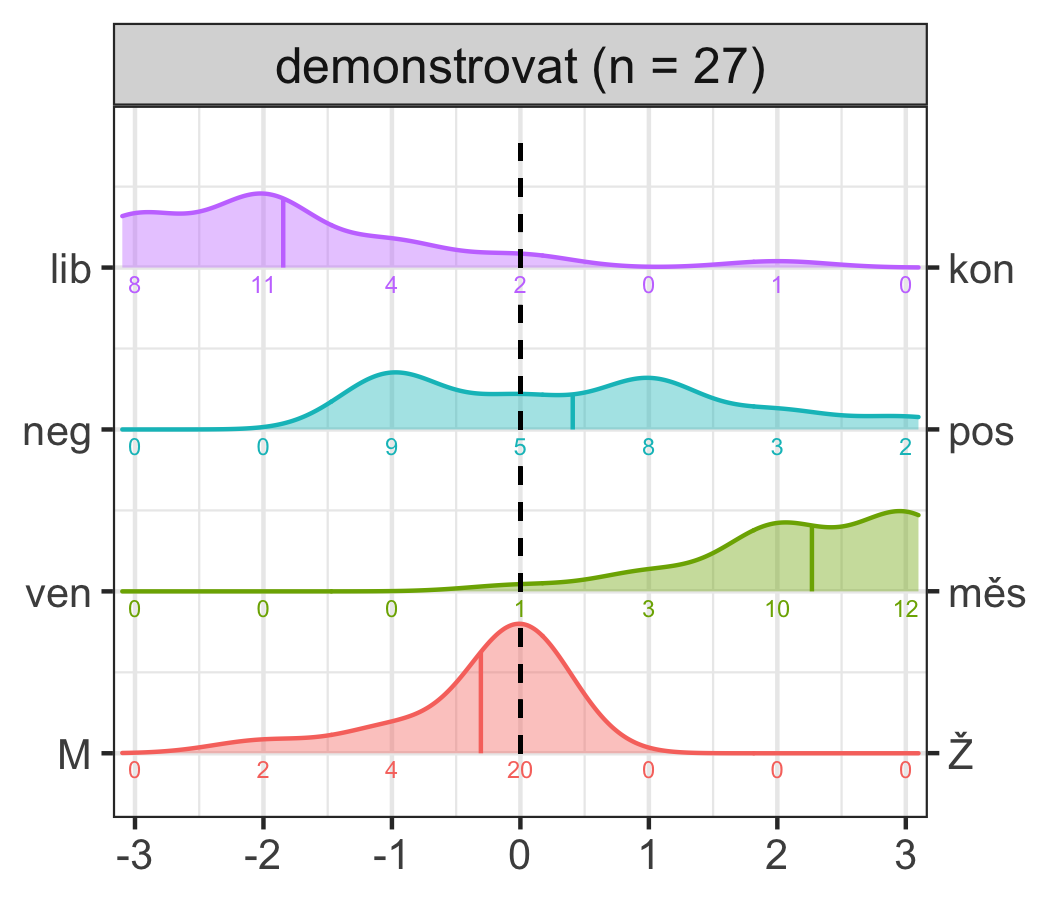 demonstrovat (n = 27)
lib kon
8 11 4 2 0 1 0
neg pos
0 0 9 5 8 3 2
ven měs
0 0 0 1 3 10 12
M Ž
0 2 4 20 0 0 0
-3 -2 -1 0 1 2 3